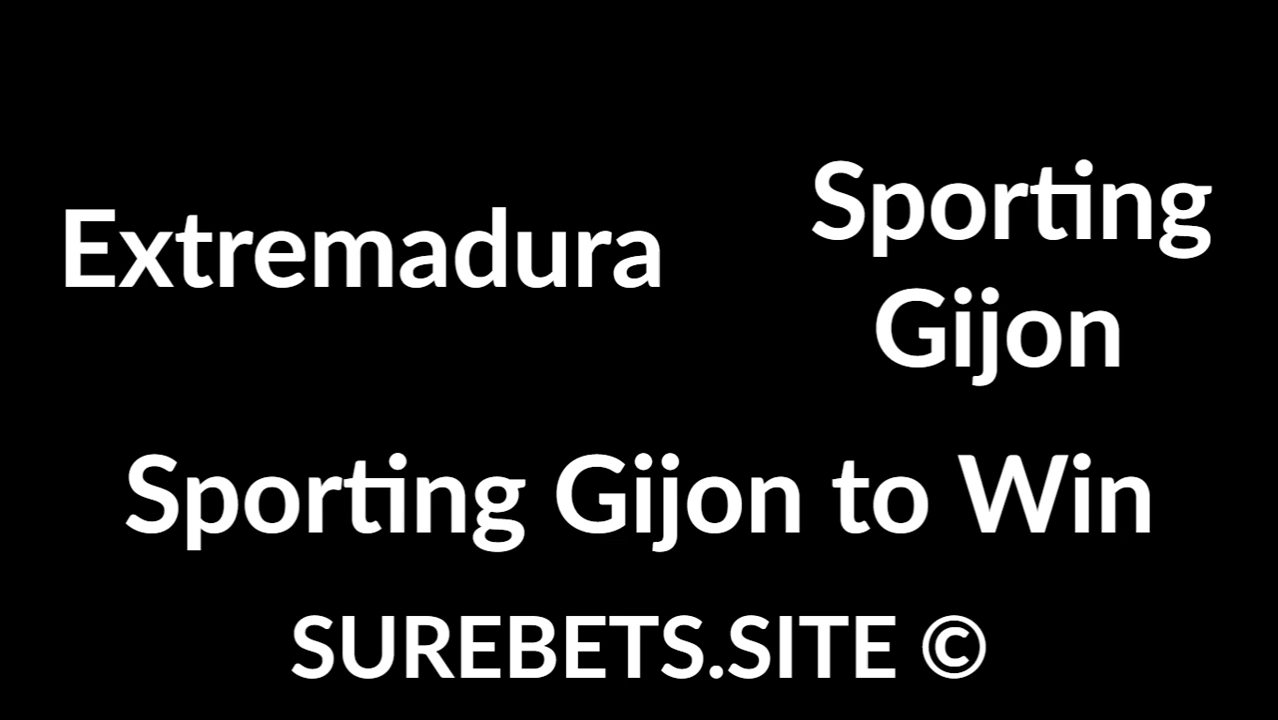 Extremadura
Sporting
Gijon
Sporting Gijon to Win
SUREBETS.SITE ©